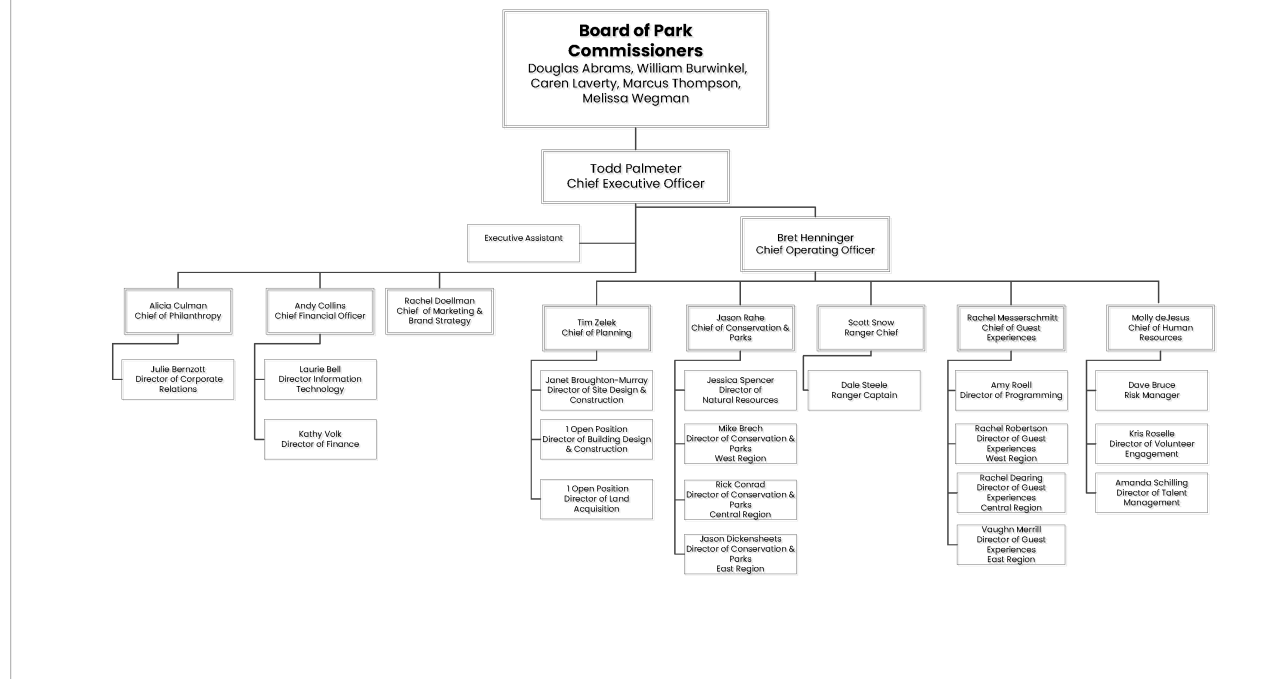 Board of Park
Commissioners
Douglas Abrams, William Burwinkel,
Caren Laverty, Marcus Thompson,
Melissa Wegman
Todd Palmeter
Chief Executive Officer
Executive Assistant
Bret Henninger
Chief Operating Officer
Alicia Culman
Chief of Philanthropy
Andy Collins
Chief Financial Officer
Rachel Doellman
Chief of Marketing &
Brand Strategy
Tim Zelek
Chief of Planning
Jason Rahe
Chief of Conservation &
Parks
Scott Snow
Ranger Chief
Rachel Messerschmitt
Chief of Guest
Experiences
Molly deJesus
Chief of Human
Resources
Julie Bernzott
Director of Corporate
Relations
Laurie Bell
Director Information
Technology
Kathy Volk
Director of Finance
Janet Broughton-Murray
Director of Site Design &
Construction
1 Open Position
Director of Building Design
& Construction
1 Open Position
Director of Land
Acquisition
Jessica Spencer
Director of
Natural Resources
Mike Brech
Director of Conservation &
Parks
West Region
Rick Conrad
Director of Conservation &
Parks
Central Region
Jason Dickensheets
Director of Conservation &
Parks
East Region
Dale Steele
Ranger Captain
Amy Roell
Director of Programming
Rachel Robertson
Director of Guest
Experiences
West Region
Rachel Dearing
Director of Guest
Experiences
Central Region
Vaughn Merrill
Director of Guest
Experiences
East Region
Dave Bruce
Risk Manager
Kris Roselle
Director of Volunteer
Engagement
Amanda Schilling
Director of Talent
Management